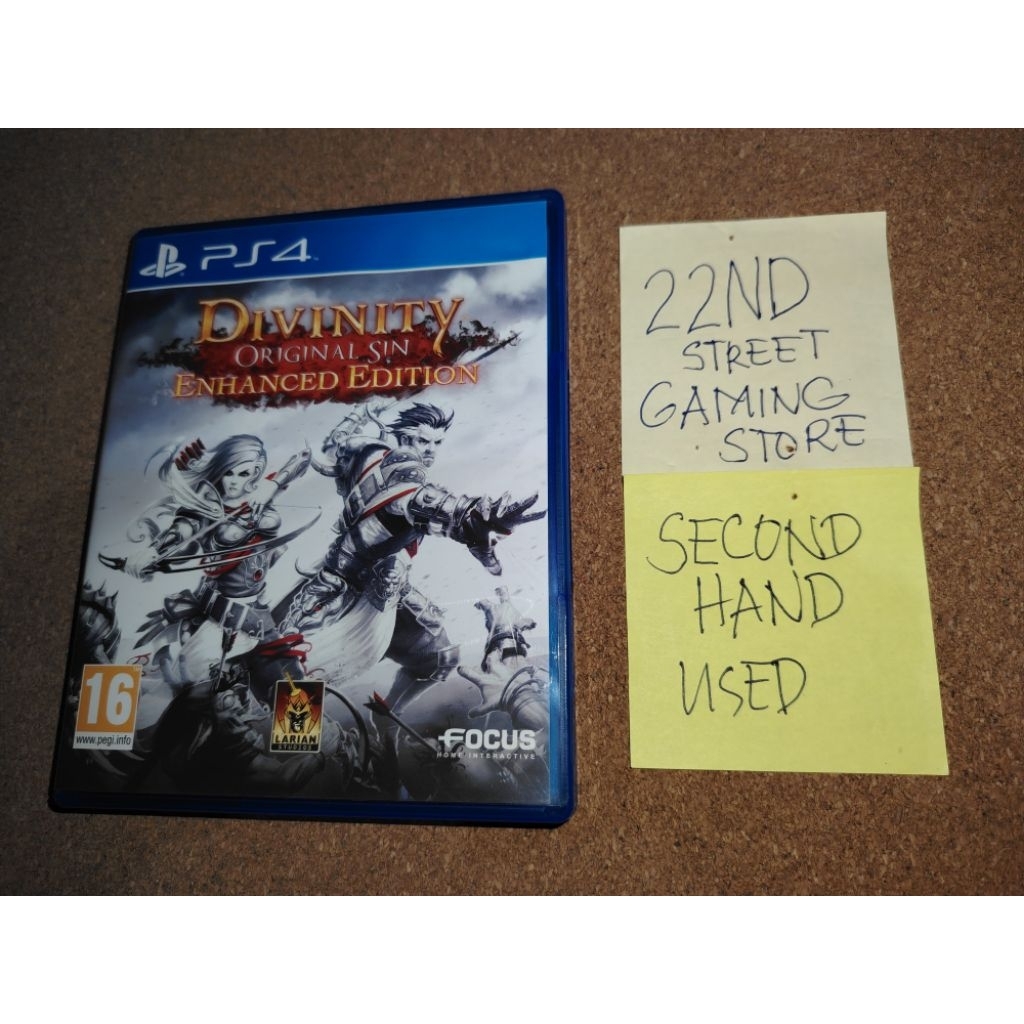 PS4
DIVINITY
ORIGINAL SIN
ENHANCED EDITION
16
www.pegi.info
LARIAN
STUDIOS
FOCUS
HOME INTERACTIVE
22ND
STREET
GAMING
STORE
SECOND
HAND
USED